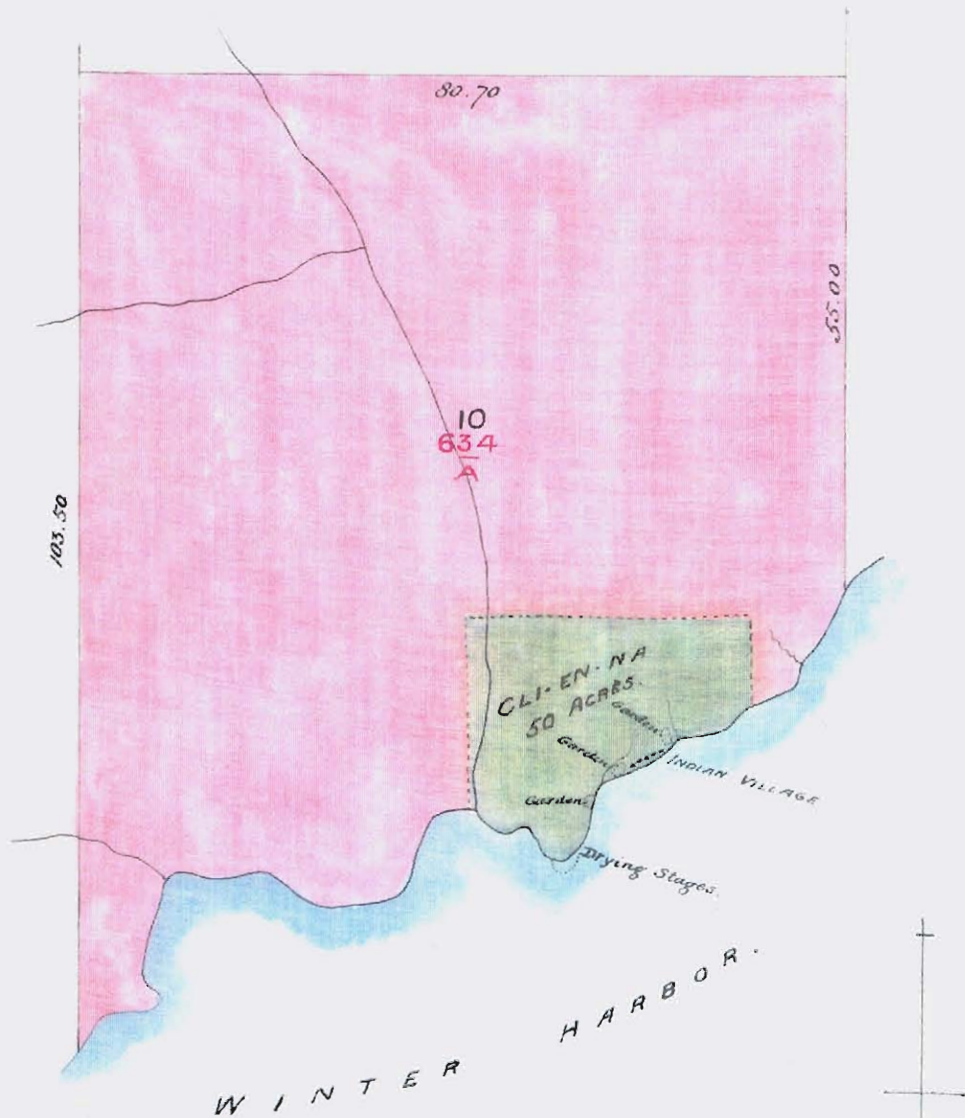 80.70
55.00
10
634
A
103.50
CLI-EN-NA
50 ACRES.
Garden
Garden
INDIAN VILLAGE
Garden
Drying Stages.
WINTER HARBOR.